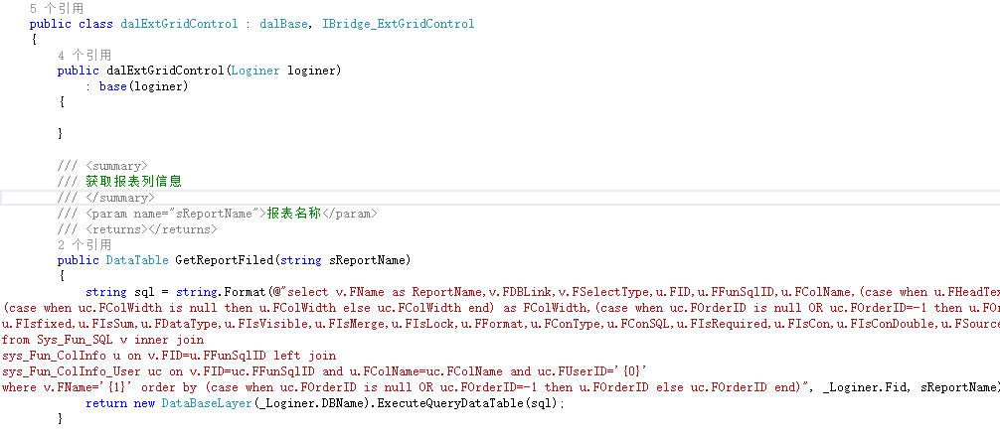 5 个引用
public class dalExtGridControl : dalBase, IBridge_ExtGridControl
{
4 个引用
public dalExtGridControl(Loginer loginer)
: base(loginer)
{
}
/// <summary>
/// 获取报表列信息
/// </summary>
/// <param name="sReportName">报表名称</param>
/// <returns></returns>
2 个引用
public DataTable GetReportFiled(string sReportName)
{
string sql = string.Format(@"select v.FName as ReportName,v.FDBLink,v.FSelectType,u.FID,u.FFunSqlID,u.FColName,(case when u.FHeadTex
(case when uc.FColWidth is null then u.FColWidth else uc.FColWidth end) as FColWidth,(case when uc.FOrderID is null OR uc.FOrderID=-1 then u.FOr
u.FIsfixed,u.FIsSum,u.FDataType,u.FIsVisible,u.FIsMerge,u.FIsLock,u.FFormat,u.FConType,u.FConSQL,u.FIsRequired,u.FIsCon,u.FIsConDouble,u.FSource
from Sys_Fun_SQL v inner join
sys_Fun_ColInfo u on v.FID=u.FFunSqlID left join
sys_Fun_ColInfo_User uc on v.FID=uc.FFunSqlID and u.FColName=uc.FColName and uc.FUserID='{0}'
where v.FName='{1}' order by (case when uc.FOrderID is null OR uc.FOrderID=-1 then u.FOrderID else uc.FOrderID end)", _Loginer.Fid, sReportName)
return new DataBaseLayer(_Loginer.DBName).ExecuteQueryDataTable(sql);
}